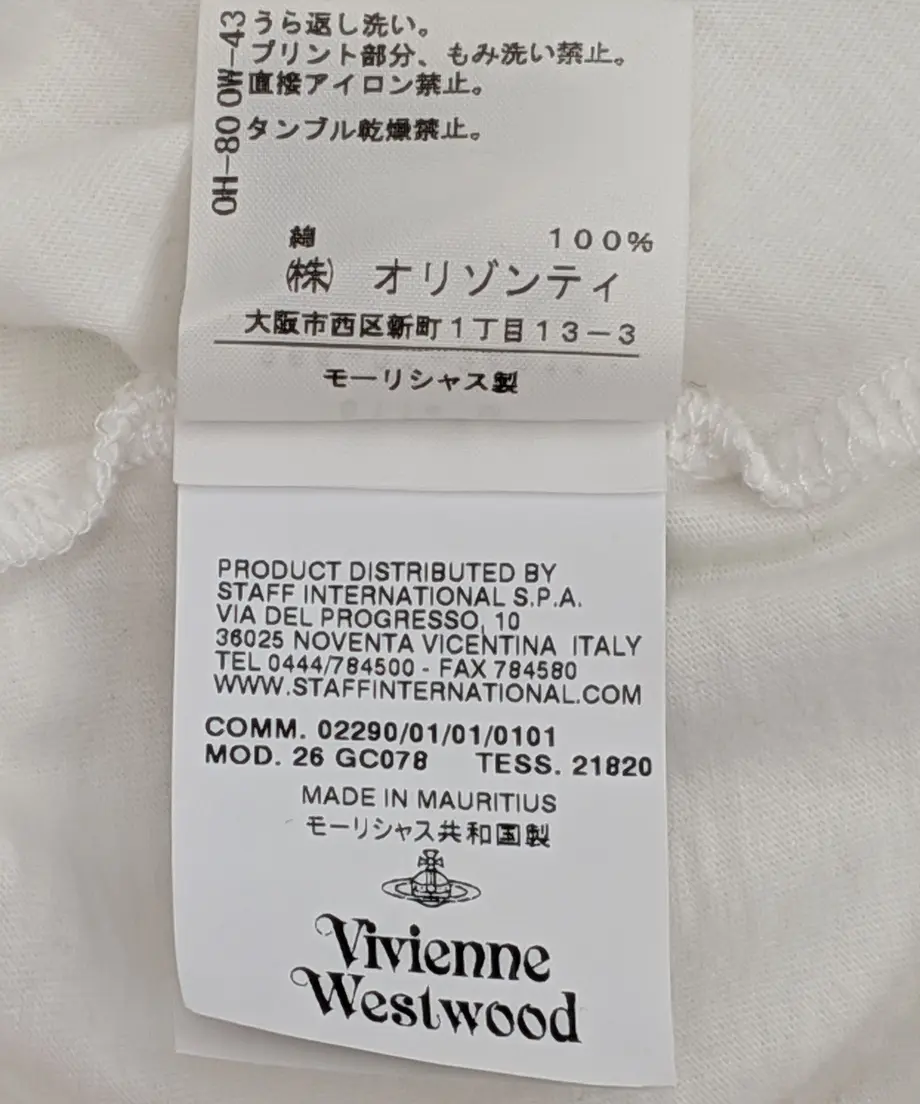 OH-80 OW-43
うら返し洗い。
プリント部分、もみ洗い禁止。
直接アイロン禁止。
タンブル乾燥禁止。
綿 100%
㈱ オリゾンティ
大阪市西区新町1丁目13-3
モーリシャス製
PRODUCT DISTRIBUTED BY
STAFF INTERNATIONAL S.P.A.
VIA DEL PROGRESSO, 10
36025 NOVENTA VICENTINA ITALY
TEL 0444/784500 - FAX 784580
WWW.STAFFINTERNATIONAL.COM
COMM. 02290/01/01/0101
MOD. 26 GC078 TESS. 21820
MADE IN MAURITIUS
モーリシャス共和国製
Vivienne
Westwood